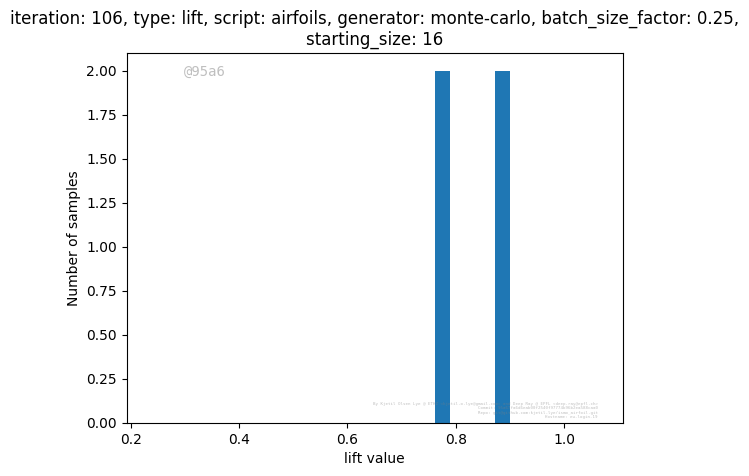 iteration: 106, type: lift, script: airfoils, generator: monte-carlo, batch_size_factor: 0.25,
starting_size: 16
@95a6
2.00
1.75
1.50
1.25
1.00
0.75
0.50
0.25
0.00
Number of samples
0.2 0.4 0.6 0.8 1.0
lift value